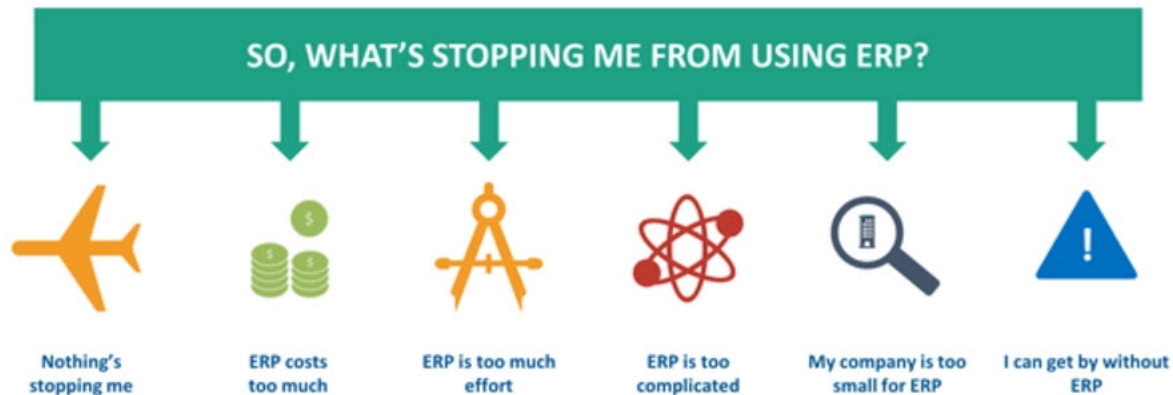 SO, WHAT'S STOPPING ME FROM USING ERP?
$
$
$
!
Nothing's
stopping me
ERP costs
too much
ERP is too much
effort
ERP is too
complicated
My company is too
small for ERP
I can get by without
ERP